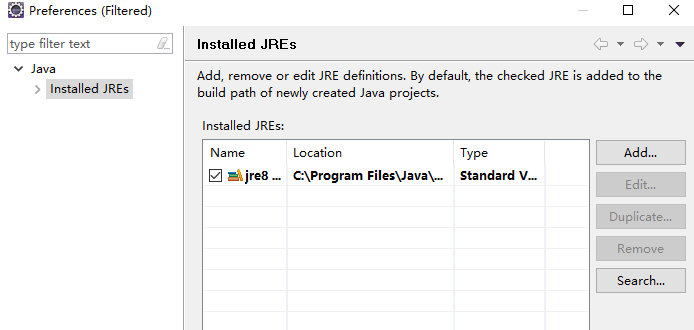 Preferences (Filtered)
type filter text
Java
Installed JREs
Installed JREs
Add, remove or edit JRE definitions. By default, the checked JRE is added to the
build path of newly created Java projects.
Installed JREs:
Name Location Type
jre8 ... C:\Program Files\Java\... Standard V...
Add...
Edit...
Duplicate...
Remove
Search...